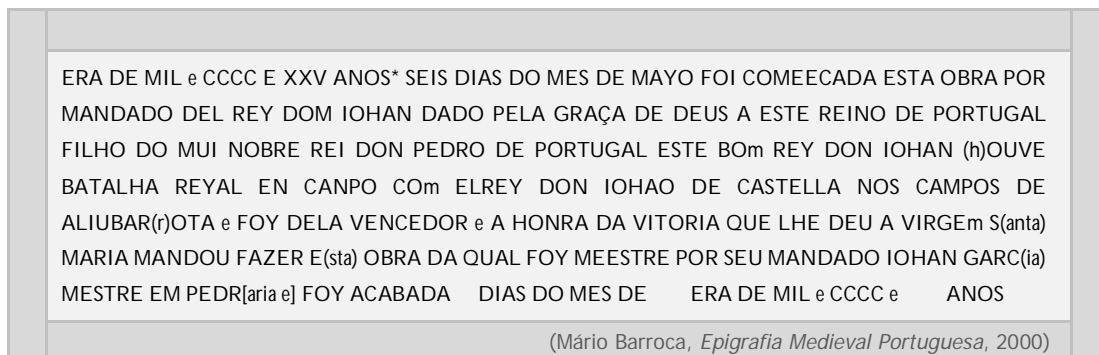 ERA DE MIL e CCCC E XXV ANOS* SEIS DIAS DO MES DE MAYO FOI COMEECADA ESTA OBRA POR
MANDADO DEL REY DOM IOHAN DADO PELA GRAÇA DE DEUS A ESTE REINO DE PORTUGAL
FILHO DO MUI NOBRE REI DON PEDRO DE PORTUGAL ESTE BOm REY DON IOHAN (h)OUVE
BATALHA REYAL EN CANPO COm ELREY DON IOHAO DE CASTELLA NOS CAMPOS DE
ALIUBAR(r)OTA e FOY DELA VENCEDOR e A HONRA DA VITORIA QUE LHE DEU A VIRGEm S(anta)
MARIA MANDOU FAZER E(sta) OBRA DA QUAL FOY MEESTRE POR SEU MANDADO IOHAN GARC(ia)
MESTRE EM PEDR[aria e] FOY ACABADA DIAS DO MES DE ERA DE MIL e CCCC e ANOS
(Mário Barroca, Epigrafia Medieval Portuguesa, 2000)